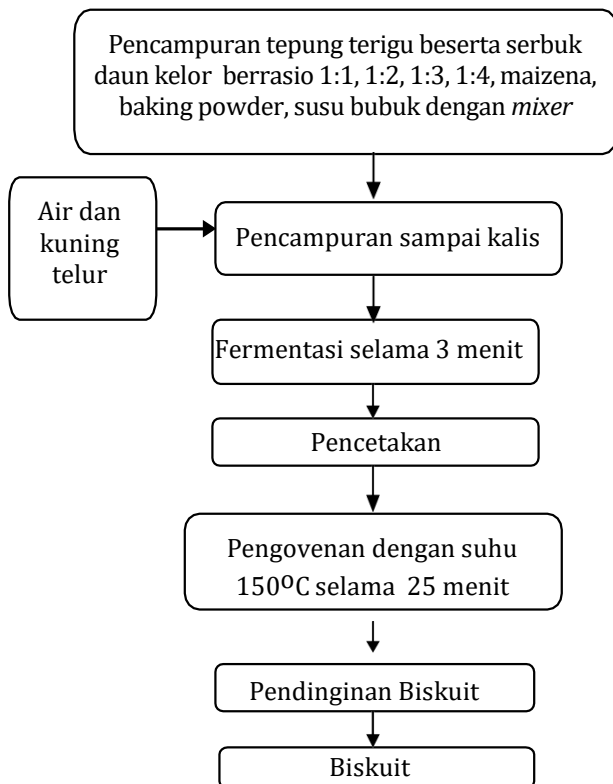 Pencampuran tepung terigu beserta serbuk
daun kelor berrasio 1:1, 1:2, 1:3, 1:4, maizena,
baking powder, susu bubuk dengan mixer
Air dan
kuning
telur
Pencampuran sampai kalis
Fermentasi selama 3 menit
Pencetakan
Pengovenan dengan suhu
150ºC selama 25 menit
Pendinginan Biskuit
Biskuit